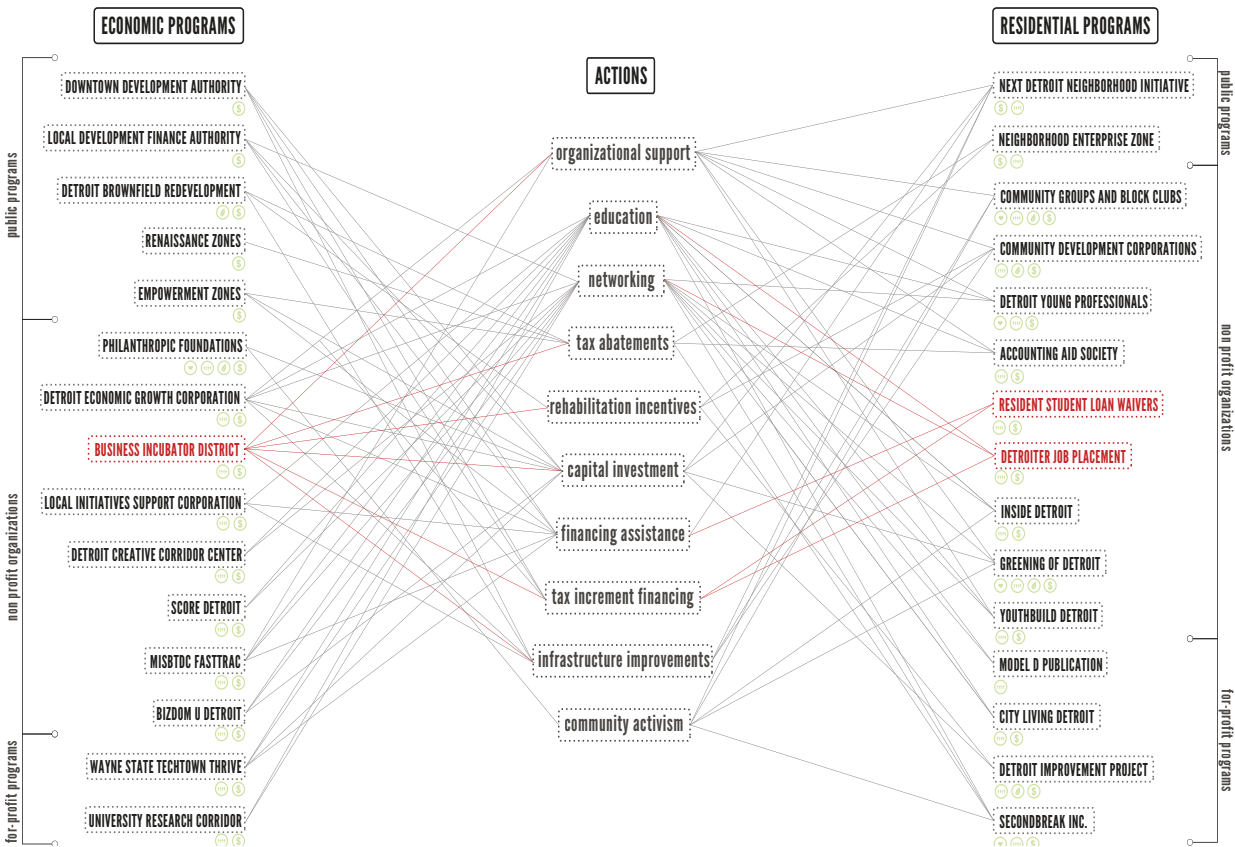 ECONOMIC PROGRAMS
public programs
non profit organizations
for-profit programs
DOWNTOWN DEVELOPMENT AUTHORITY
$
LOCAL DEVELOPMENT FINANCE AUTHORITY
$
DETROIT BROWNFIELD REDEVELOPMENT
$
RENAISSANCE ZONES
$
EMPOWERMENT ZONES
$
PHILANTHROPIC FOUNDATIONS
$
DETROIT ECONOMIC GROWTH CORPORATION
$
BUSINESS INCUBATOR DISTRICT
$
LOCAL INITIATIVES SUPPORT CORPORATION
$
DETROIT CREATIVE CORRIDOR CENTER
$
SCORE DETROIT
$
MISBTDC FASTTRAC
$
BIZDOM U DETROIT
$
WAYNE STATE TECHTOWN THRIVE
$
UNIVERSITY RESEARCH CORRIDOR
$
ACTIONS
organizational support
education
networking
tax abatements
rehabilitation incentives
capital investment
financing assistance
tax increment financing
infrastructure improvements
community activism
RESIDENTIAL PROGRAMS
NEXT DETROIT NEIGHBORHOOD INITIATIVE
$
NEIGHBORHOOD ENTERPRISE ZONE
$
COMMUNITY GROUPS AND BLOCK CLUBS
$
COMMUNITY DEVELOPMENT CORPORATIONS
$
DETROIT YOUNG PROFESSIONALS
$
ACCOUNTING AID SOCIETY
$
RESIDENT STUDENT LOAN WAIVERS
$
DETROITER JOB PLACEMENT
$
INSIDE DETROIT
$
GREENING OF DETROIT
$
YOUTHBUILD DETROIT
$
MODEL D PUBLICATION
CITY LIVING DETROIT
$
DETROIT IMPROVEMENT PROJECT
$
SECONDBREAK INC.
$
public programs
non profit organizations
for-profit programs